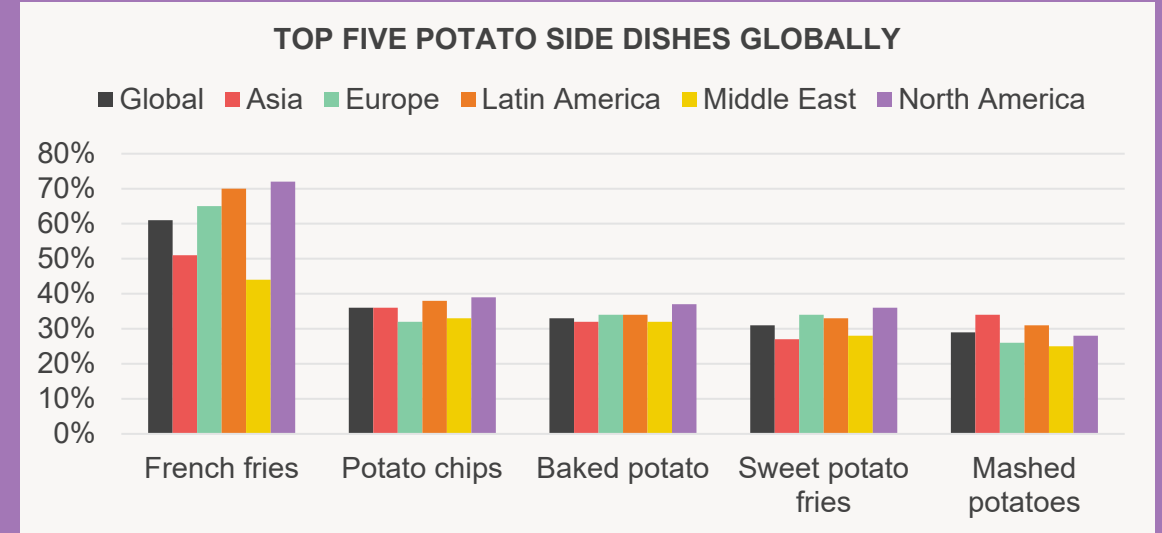 TOP FIVE POTATO SIDE DISHES GLOBALLY
Global Asia Europe Latin America Middle East North America
80%
70%
60%
50%
40%
30%
20%
10%
0%
French fries Potato chips Baked potato Sweet potato Mashed
fries potatoes